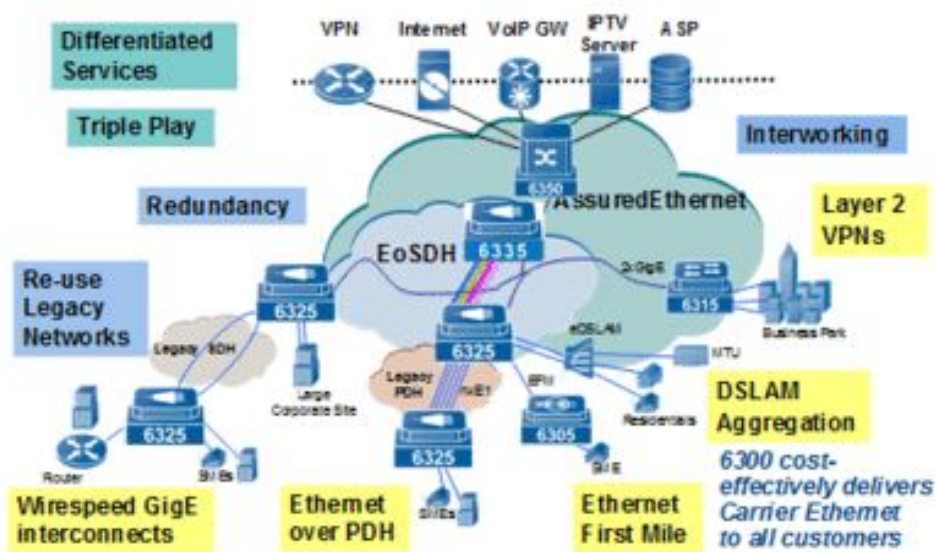 VPN
Internet
VoIP GW
IPTV
Server
ASP
Differentiated
Services
Triple Play
Interworking
6350
AssuredEthernet
Redundancy
Layer 2
VPNs
EoSDH
6335
Re-use
Legacy
Networks
6325
2xGigE
6315
Business Park
Legacy SDH
6325
eDSLAM
MTU
Large
Corporate Site
Legacy
PDH
nxE1
EFM
Residentials
DSLAM
Aggregation
6325
Router
SMEs
6325
SMEs
6305
SME
6300 cost-
effectively delivers
Carrier Ethernet
to all customers
Wirespeed GigE
interconnects
Ethernet
over PDH
Ethernet
First Mile